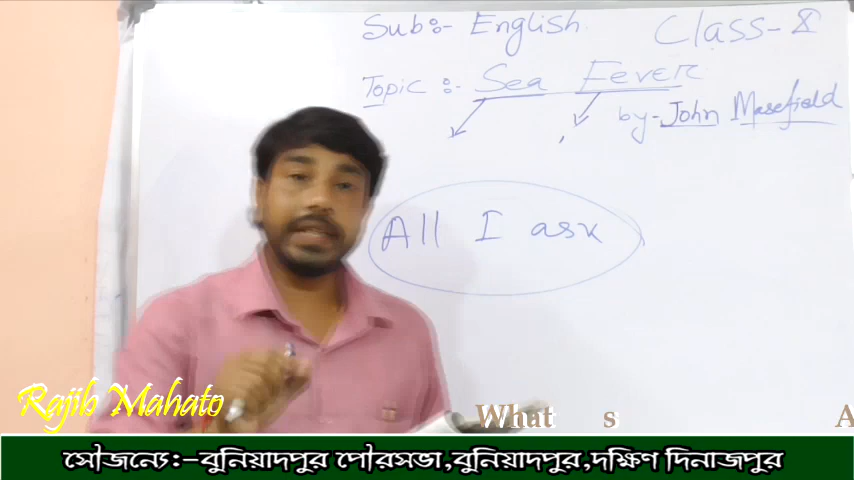 Sub:- English Class-X
Topic :- Sea Fever
by- John Masefield
All I ask
Rajib Mahato
What s A
সৌজন্যে:-বুনিয়াদপুর পৌরসভা,বুনিয়াদপুর,দক্ষিণ দিনাজপুর